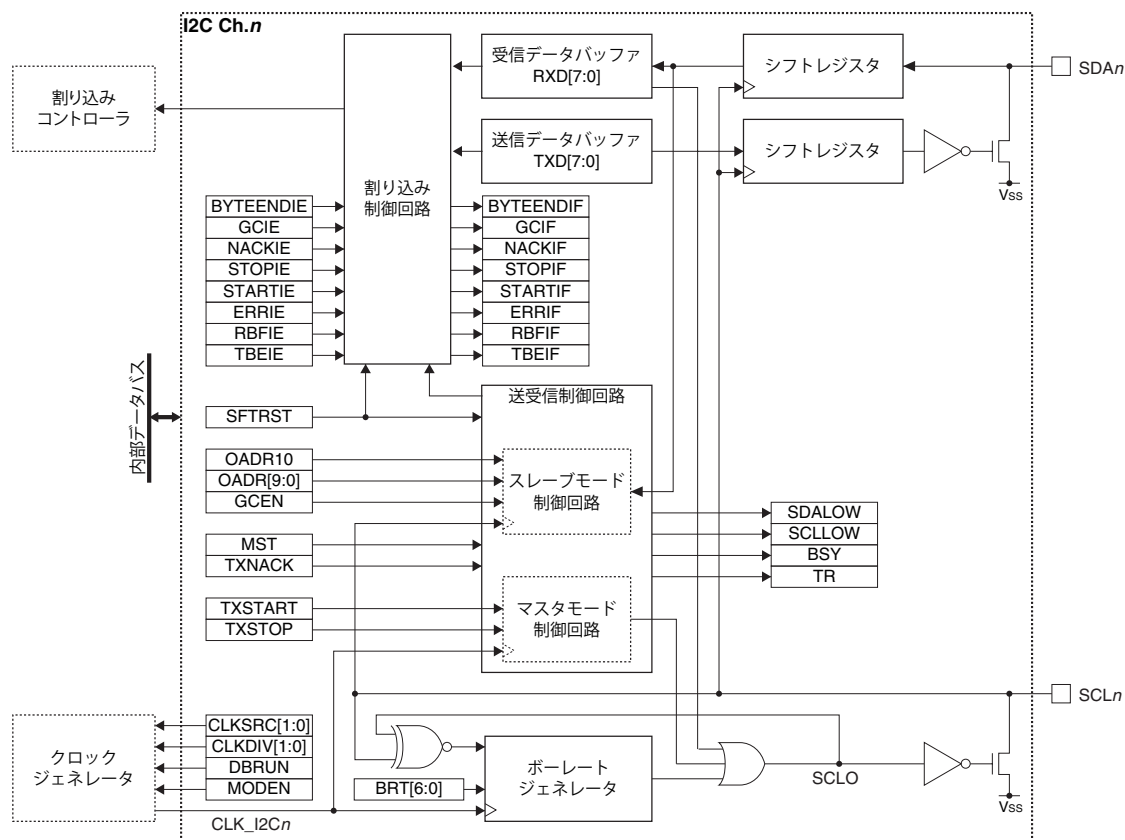 I2C Ch.n
割り込み
コントローラ
割り込み
制御回路
受信データバッファ
RXD[7:0]
シフトレジスタ
SDAn
送信データバッファ
TXD[7:0]
シフトレジスタ
VSS
BYTEENDIE
GCIE
NACKIE
STOPIE
STARTIE
ERRIE
RBFIE
TBEIE
BYTEENDIF
GCIF
NACKIF
STOPIF
STARTIF
ERRIF
RBFIF
TBEIF
内部データバス
SFTRST
送受信制御回路
OADR10
OADR[9:0]
GCEN
スレーブモード
制御回路
MST
TXNACK
SDALOW
SCLLOW
BSY
TR
TXSTART
TXSTOP
マスタモード
制御回路
SCLn
クロック
ジェネレータ
CLKSRC[1:0]
CLKDIV[1:0]
DBRUN
MODEN
BRT[6:0]
ボーレート
ジェネレータ
SCLO
VSS
CLK_I2Cn